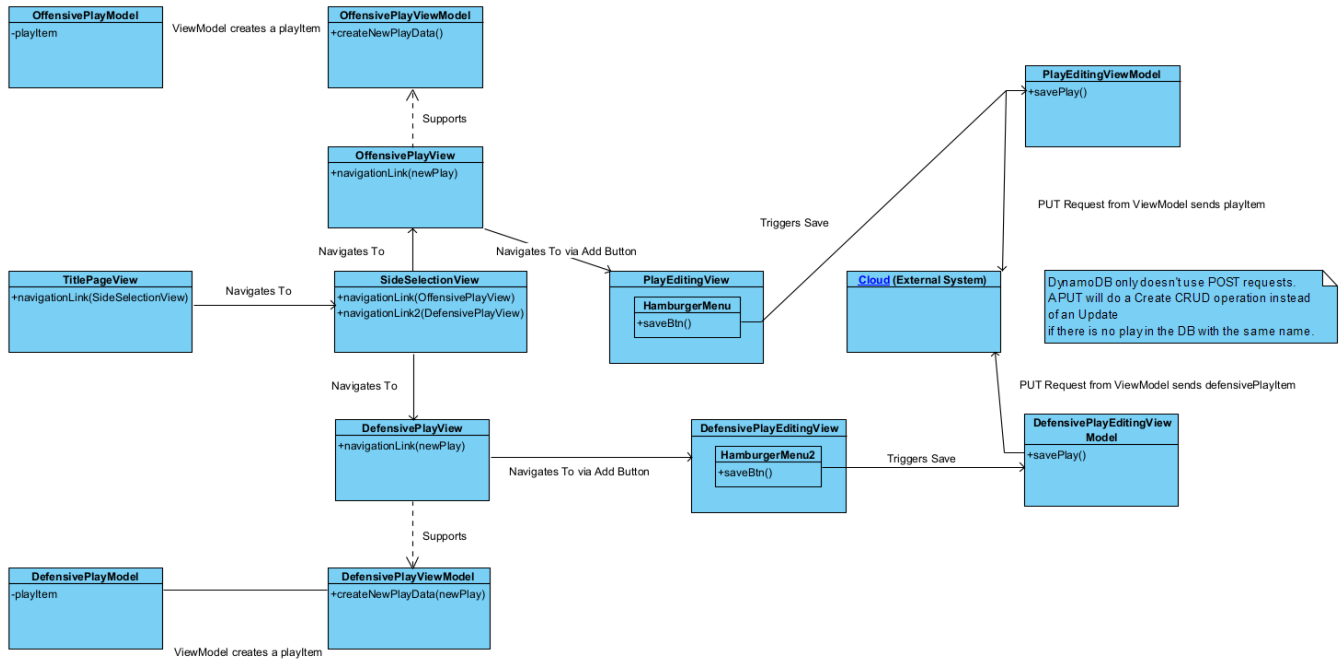 OffensivePlayModel
-playItem
ViewModel creates a playItem
OffensivePlayViewModel
+createNewPlayData()
Supports
OffensivePlayView
+navigationLink(newPlay)
PlayEditingViewModel
+savePlay()
Triggers Save
PUT Request from ViewModel sends playItem
Navigates To
Navigates To via Add Button
TitlePageView
+navigationLink(SideSelectionView)
Navigates To
SideSelectionView
+navigationLink(OffensivePlayView)
+navigationLink2(DefensivePlayView)
PlayEditingView
HamburgerMenu
+saveBtn()
Cloud (External System)
DynamoDB only doesn't use POST requests.
A PUT will do a Create CRUD operation instead
of an Update
if there is no play in the DB with the same name.
Navigates To
PUT Request from ViewModel sends defensivePlayItem
DefensivePlayView
+navigationLink(newPlay)
Navigates To via Add Button
DefensivePlayEditingView
HamburgerMenu2
+saveBtn()
Triggers Save
DefensivePlayEditingView
Model
+savePlay()
Supports
DefensivePlayModel
-playItem
DefensivePlayViewModel
+createNewPlayData(newPlay)
ViewModel creates a playItem